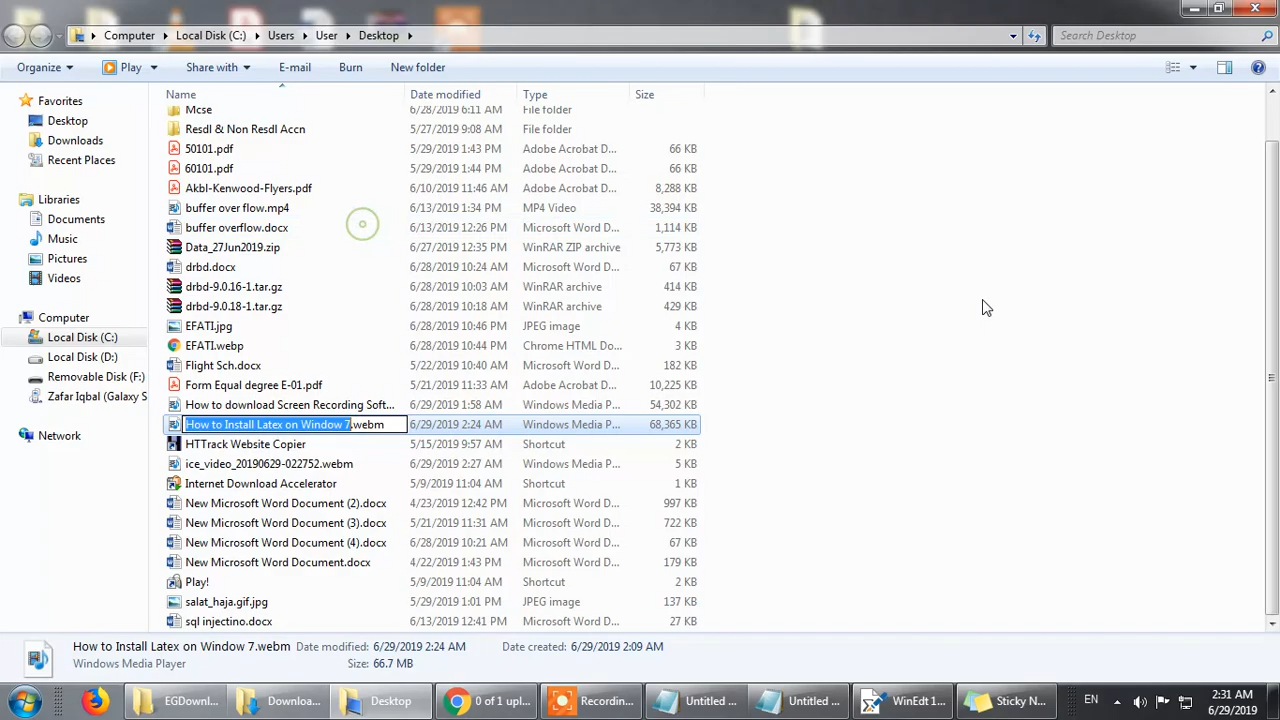 Computer Local Disk (C:) Users User Desktop
Search Desktop
Organize Play Share with E-mail Burn New folder
Name Date modified Type Size
Favorites
Desktop
Downloads
Recent Places
Libraries
Documents
Music
Pictures
Videos
Computer
Local Disk (C:)
Local Disk (D:)
Removable Disk (F:)
Zafar Iqbal (Galaxy S
Network
Mcse 6/28/2019 6:11 AM File folder
Resdl & Non Resdl Accn 5/27/2019 9:08 AM File folder
50101.pdf 5/29/2019 1:43 PM Adobe Acrobat D... 66 KB
60101.pdf 5/29/2019 1:44 PM Adobe Acrobat D... 66 KB
Akbl-Kenwood-Flyers.pdf 6/10/2019 11:46 AM Adobe Acrobat D... 8,288 KB
buffer over flow.mp4 6/13/2019 1:34 PM MP4 Video 38,394 KB
buffer overflow.docx 6/13/2019 12:26 PM Microsoft Word D... 1,114 KB
Data_27Jun2019.zip 6/27/2019 12:35 PM WinRAR ZIP archive 5,773 KB
drbd.docx 6/28/2019 10:24 AM Microsoft Word D... 67 KB
drbd-9.0.16-1.tar.gz 6/28/2019 10:03 AM WinRAR archive 414 KB
drbd-9.0.18-1.tar.gz 6/28/2019 10:18 AM WinRAR archive 429 KB
EFATI.jpg 6/28/2019 10:46 PM JPEG image 4 KB
EFATI.webp 6/28/2019 10:44 PM Chrome HTML Do... 3 KB
Flight Sch.docx 5/22/2019 10:40 AM Microsoft Word D... 182 KB
Form Equal degree E-01.pdf 5/21/2019 11:33 AM Adobe Acrobat D... 10,225 KB
How to download Screen Recording Soft... 6/29/2019 1:58 AM Windows Media P... 54,302 KB
How to Install Latex on Window 7.webm 6/29/2019 2:24 AM Windows Media P... 68,365 KB
HTTrack Website Copier 5/15/2019 9:57 AM Shortcut 2 KB
ice_video_20190629-022752.webm 6/29/2019 2:27 AM Windows Media P... 5 KB
Internet Download Accelerator 5/9/2019 11:04 AM Shortcut 1 KB
New Microsoft Word Document (2).docx 4/23/2019 12:42 PM Microsoft Word D... 997 KB
New Microsoft Word Document (3).docx 5/21/2019 11:31 AM Microsoft Word D... 722 KB
New Microsoft Word Document (4).docx 6/28/2019 10:21 AM Microsoft Word D... 67 KB
New Microsoft Word Document.docx 4/22/2019 1:43 PM Microsoft Word D... 179 KB
Play! 5/9/2019 11:04 AM Shortcut 2 KB
salat_haja.gif.jpg 5/29/2019 1:01 PM JPEG image 137 KB
sql injectino.docx 6/13/2019 12:41 PM Microsoft Word D... 27 KB
How to Install Latex on Window 7.webm Date modified: 6/29/2019 2:24 AM Date created: 6/29/2019 2:09 AM
Windows Media Player Size: 66.7 MB
EGDownl... Downloa... Desktop 0 of 1 upl... Recording... Untitled ... Untitled ... WinEdt 1... Sticky N... EN 2:31 AM
6/29/2019